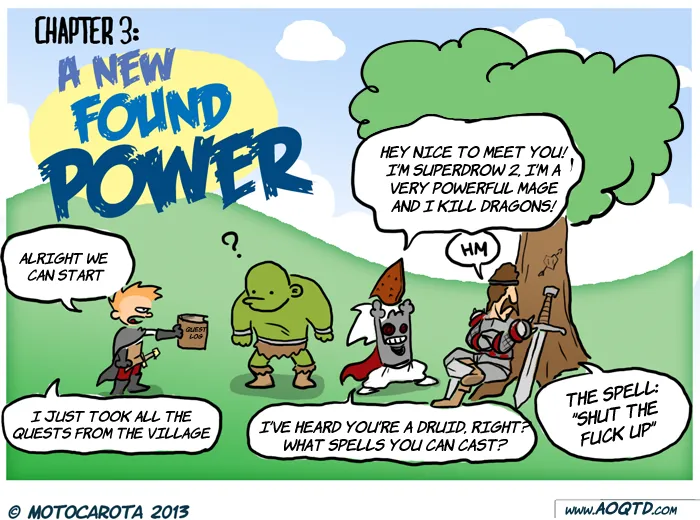 CHAPTER 3:
A NEW
FOUND
POWER
HEY NICE TO MEET YOU!
I'M SUPERDROW 2, I'M A
VERY POWERFUL MAGE
AND I KILL DRAGONS!
HM
ALRIGHT WE
CAN START
?
QUEST
LOG
I JUST TOOK ALL THE
QUESTS FROM THE VILLAGE
I'VE HEARD YOU'RE A DRUID, RIGHT?
WHAT SPELLS YOU CAN CAST?
THE SPELL:
"SHUT THE
FUCK UP"
© MOTOCAROTA 2013
WWW.AOQTD.COM